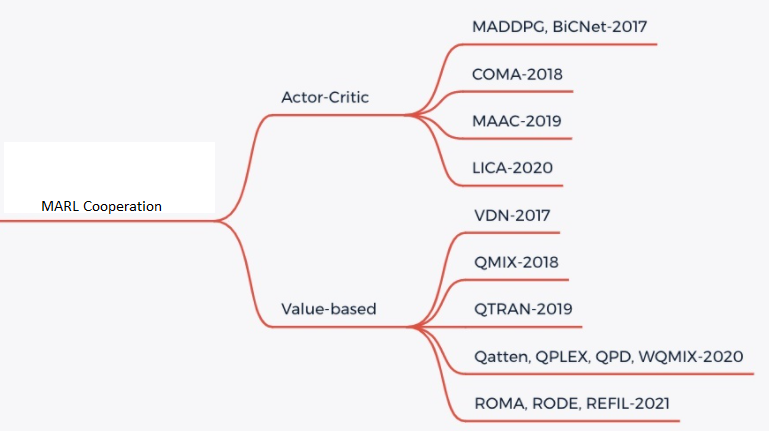 MARL Cooperation
Actor-Critic
MADDPG, BiCNet-2017
COMA-2018
MAAC-2019
LICA-2020
Value-based
VDN-2017
QMIX-2018
QTRAN-2019
Qatten, QPLEX, QPD, WQMIX-2020
ROMA, RODE, REFIL-2021